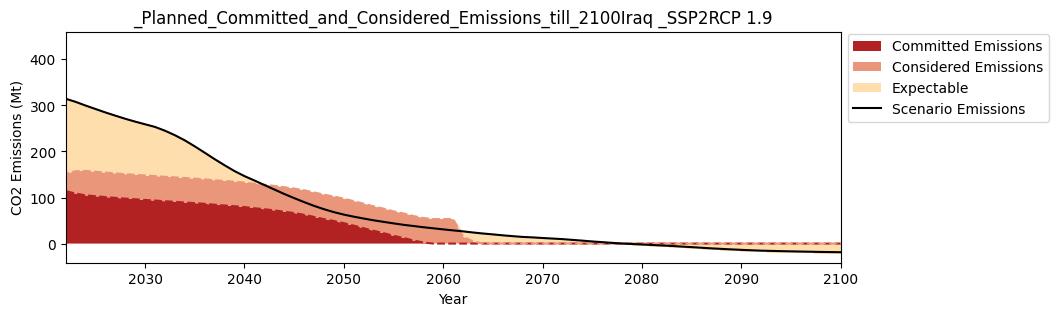 _Planned_Committed_and_Considered_Emissions_till_2100Iraq _SSP2RCP 1.9
Committed Emissions
Considered Emissions
Expectable
Scenario Emissions
CO2 Emissions (Mt)
400
300
200
100
0
2030 2040 2050 2060 2070 2080 2090 2100
Year